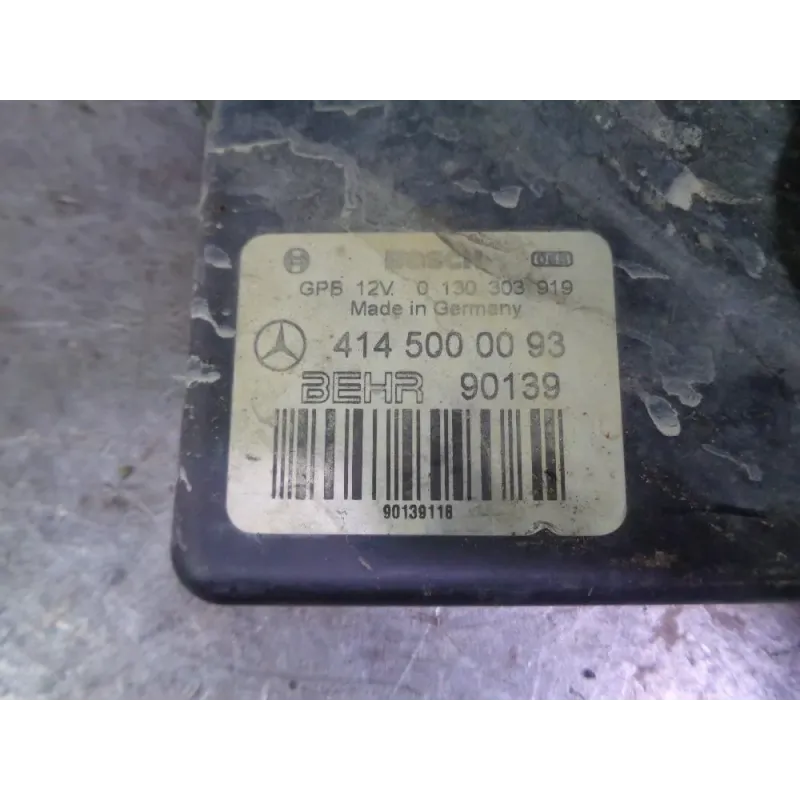 BOSCH
GPB 12V. 0 130 303 919
Made in Germany
414 500 00 93
BEHR 90139
90139118